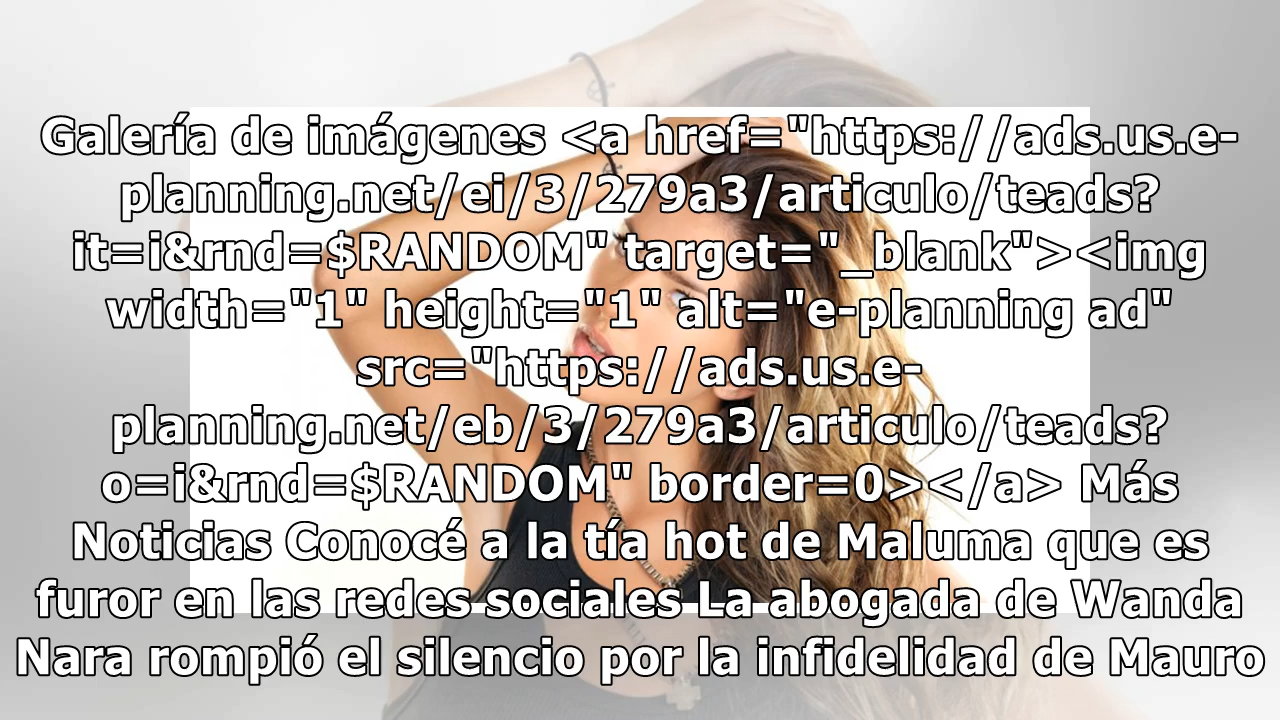 Galería de imágenes <a href="https://ads.us.e-
planning.net/ei/3/279a3/articulo/teads?
it=i&rnd=$RANDOM" target="_blank"><img
width="1" height="1" alt="e-planning ad"
src="https://ads.us.e-
planning.net/eb/3/279a3/articulo/teads?
o=i&rnd=$RANDOM" border=0></a> Más
Noticias Conocé a la tía hot de Maluma que es
furor en las redes sociales La abogada de Wanda
Nara rompió el silencio por la infidelidad de Mauro